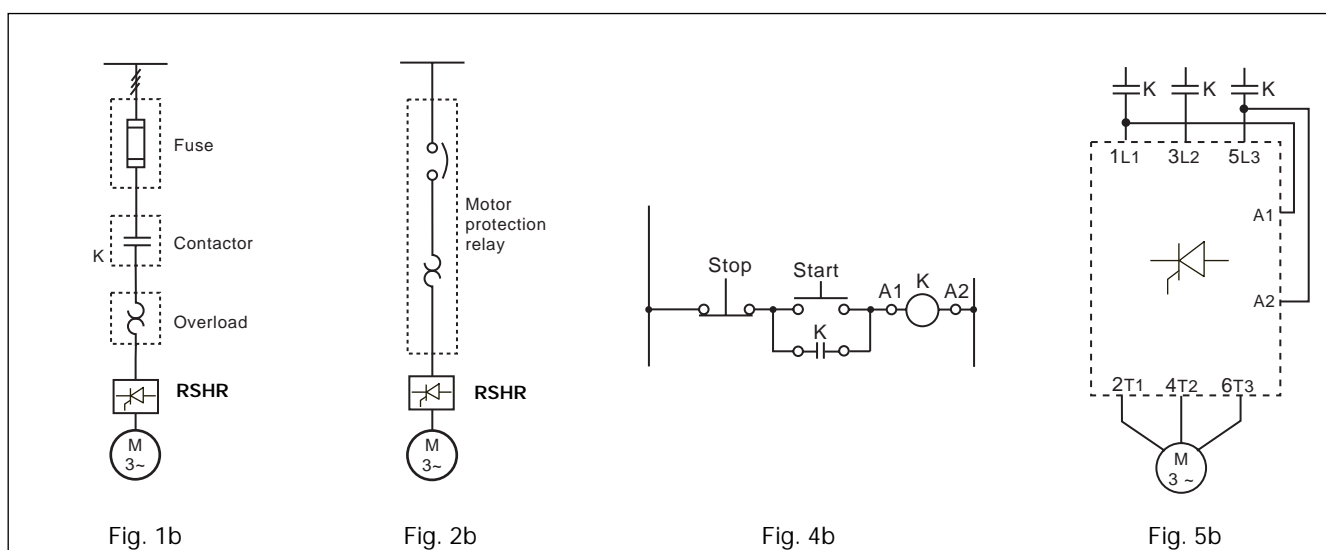 Fuse
K
Contactor
Overload
RSHR
M
3~
Fig. 1b
Motor
protection
relay
RSHR
M
3~
Fig. 2b
Stop
Start
A1
K
A2
K
Fig. 4b
K
K
K
1L1
3L2
5L3
A1
A2
2T1
4T2
6T3
M
3 ~
Fig. 5b